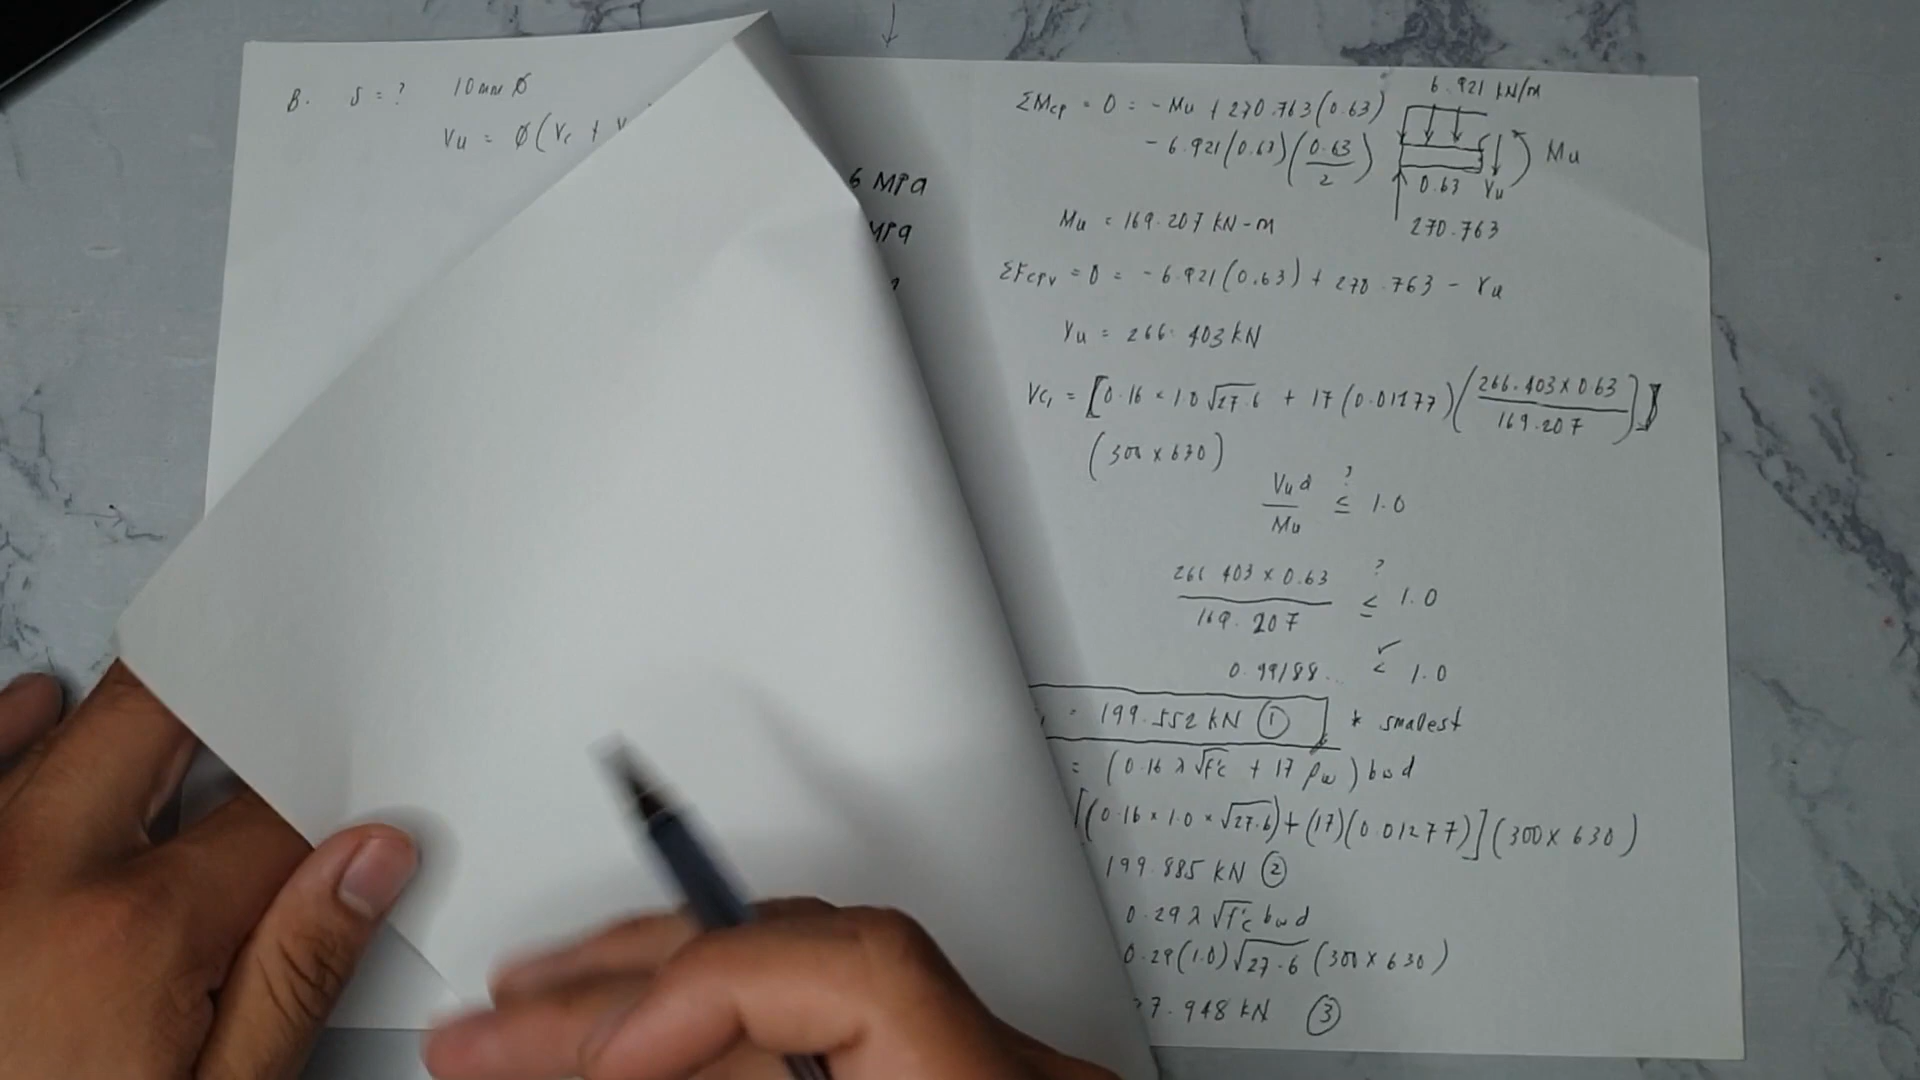 B. S = ? 10mm Ø
Vu = Ø(Vc + V
6 MPa
MPa
ΣMcp = 0 = - Mu + 270.763(0.63)
- 6.921(0.63)(0.63/2)
6.921 kN/m
Mu
0.63 Vu
270.763
Mu = 169.207 kN-m
ΣFcpv = 0 = - 6.921(0.63) + 270.763 - Vu
Vu = 266.403 kN
Vc₁ = [0.16 × 1.0 √27.6 + 17(0.01277)(266.403 × 0.63/169.207)]
(300 × 630)
Vu d/Mu ≤ 1.0 ?
266.403 × 0.63/169.207 ≤ 1.0 ?
0.99188... < 1.0 ✓
= 199.552 kN ① * smallest
= (0.16 λ √f'c + 17 ρw) bw d
[(0.16 × 1.0 × √27.6) + (17)(0.01277)](300 × 630)
199.885 kN ②
0.29 λ √f'c bw d
0.29(1.0)√27.6 (300 × 630)
7.948 kN ③